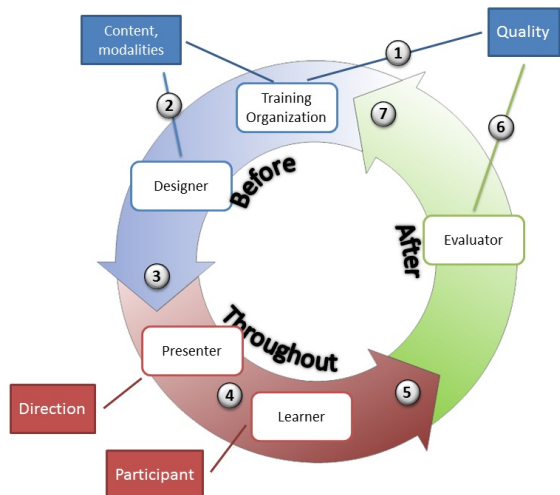 Content,
modalities
1
Quality
2
Training
Organization
7
6
Designer
Before
After
Evaluator
3
Throughout
Presenter
Direction
4
5
Learner
Participant